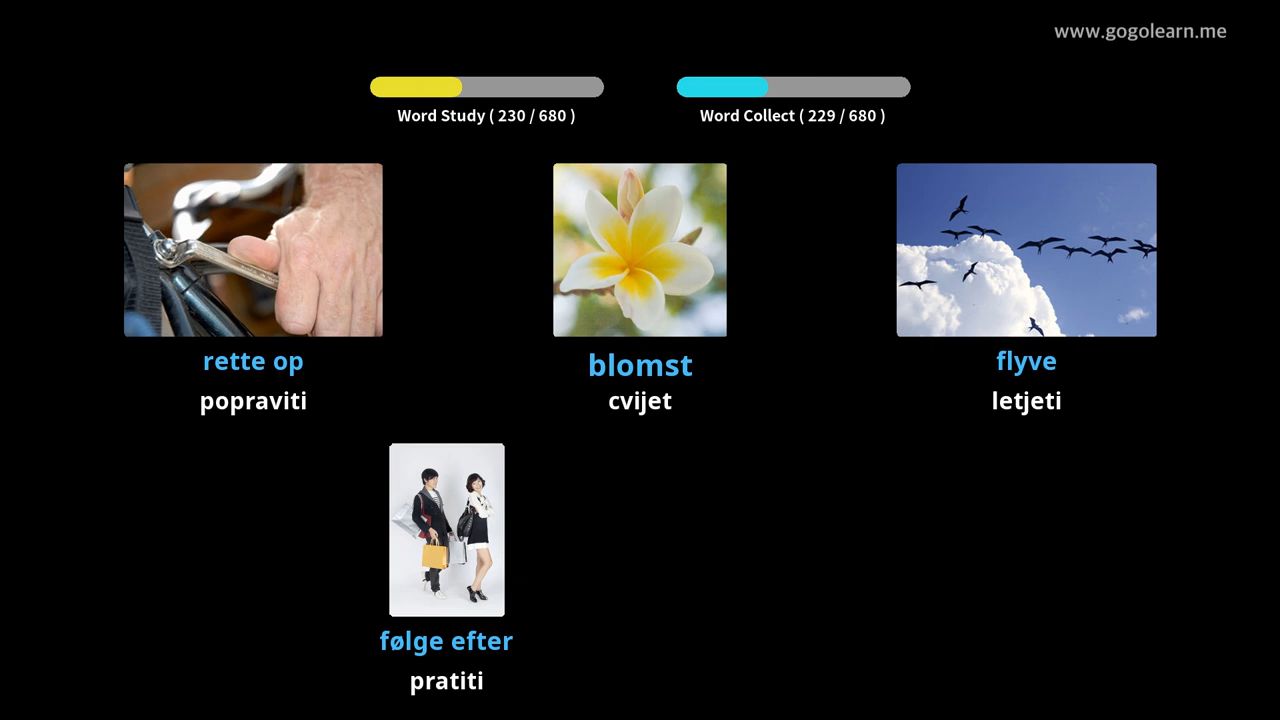 www.gogolearn.me
Word Study ( 230 / 680 )
Word Collect ( 229 / 680 )
rette op
popraviti
blomst
cvijet
flyve
letjeti
følge efter
pratiti